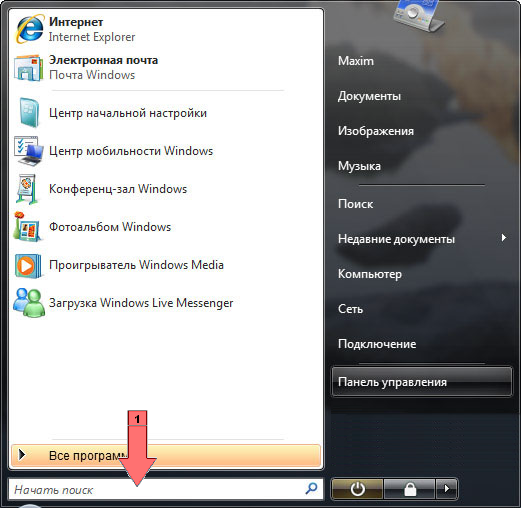 Интернет
Internet Explorer
Электронная почта
Почта Windows
Центр начальной настройки
Центр мобильности Windows
Конференц-зал Windows
Фотоальбом Windows
Проигрыватель Windows Media
Загрузка Windows Live Messenger
1
Все
Начать поиск
Maxim
Документы
Изображения
Музыка
Поиск
Недавние документы
Компьютер
Сеть
Подключение
Панель управления